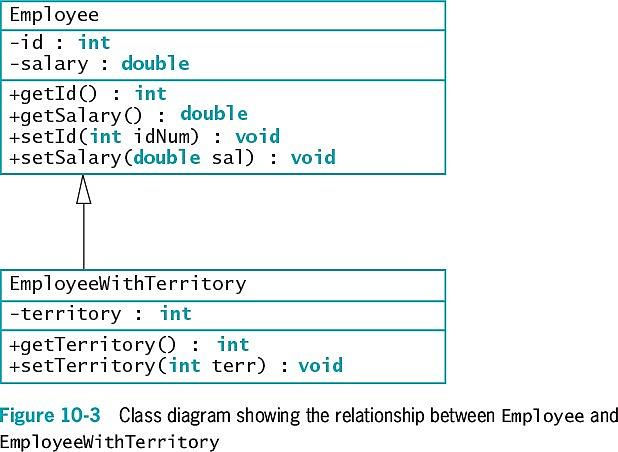 Employee
-id : int
-salary : double
+getId() : int
+getSalary() : double
+setId(int idNum) : void
+setSalary(double sal) : void
EmployeeWithTerritory
-territory : int
+getTerritory() : int
+setTerritory(int terr) : void
Figure 10-3 Class diagram showing the relationship between Employee and
EmployeeWithTerritory